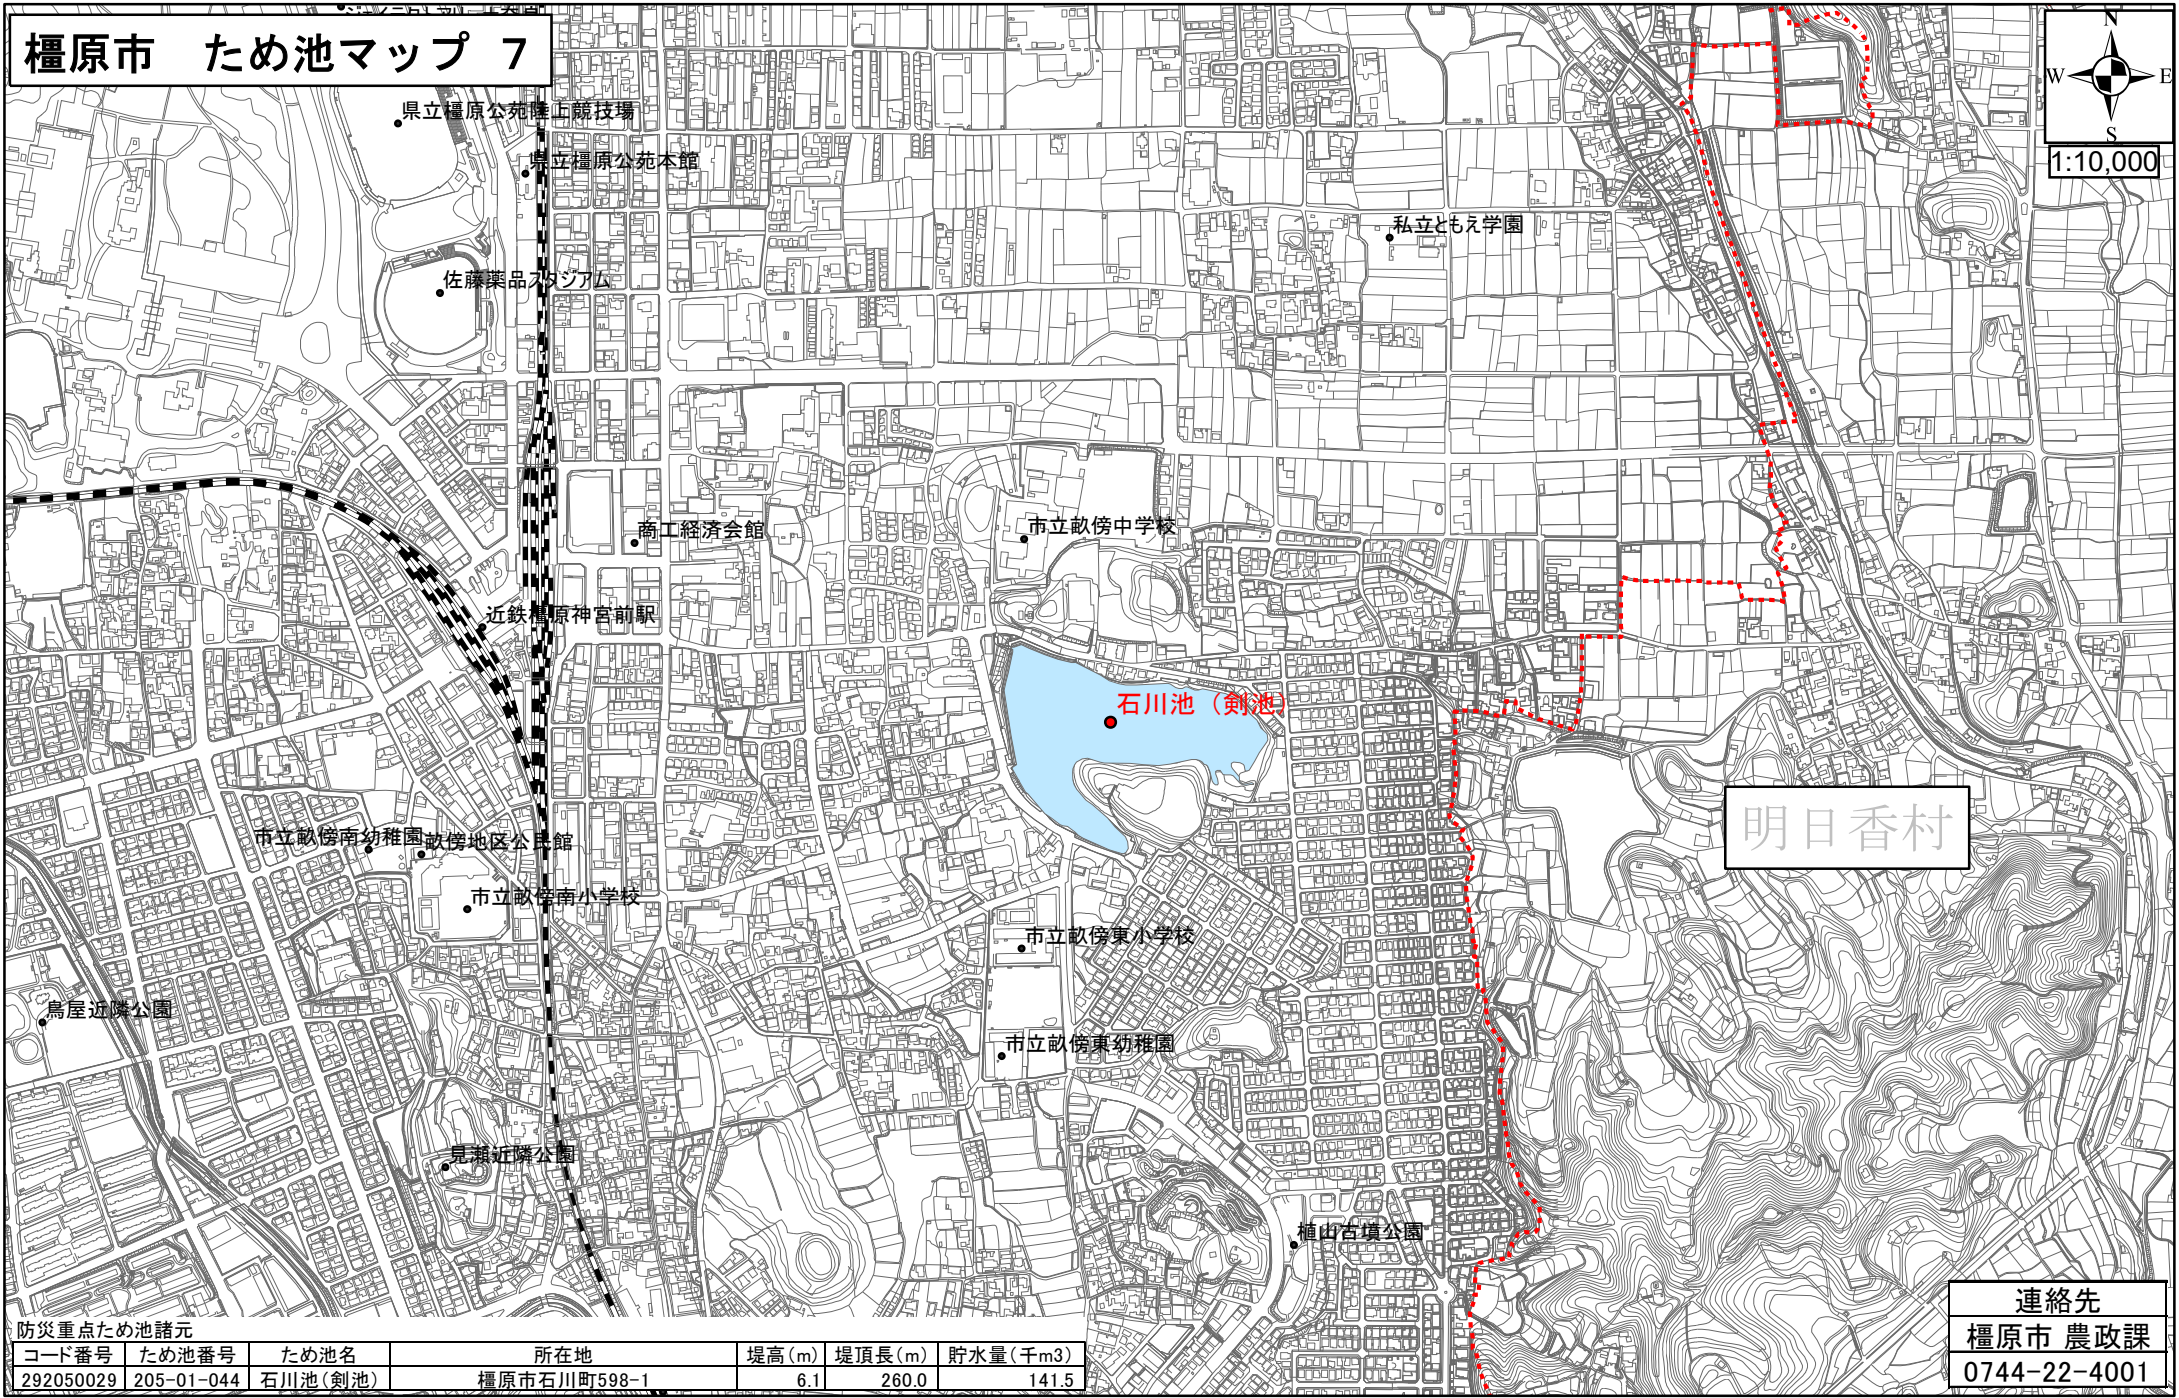 橿原市　ため池マップ 7
N
W E
S
1:10,000
県立橿原公苑陸上競技場
県立橿原公苑本館
私立ともえ学園
佐藤薬品スタジアム
商工経済会館
市立畝傍中学校
近鉄橿原神宮前駅
石川池（剣池）
明日香村
市立畝傍南幼稚園
畝傍地区公民館
市立畝傍南小学校
市立畝傍東小学校
鳥屋近隣公園
市立畝傍東幼稚園
見瀬近隣公園
植山古墳公園
防災重点ため池諸元
コード番号 ため池番号 ため池名 所在地 堤高(m) 堤頂長(m) 貯水量(千m3)
292050029 205-01-044 石川池(剣池) 橿原市石川町598-1 6.1 260.0 141.5
連絡先
橿原市 農政課
0744-22-4001